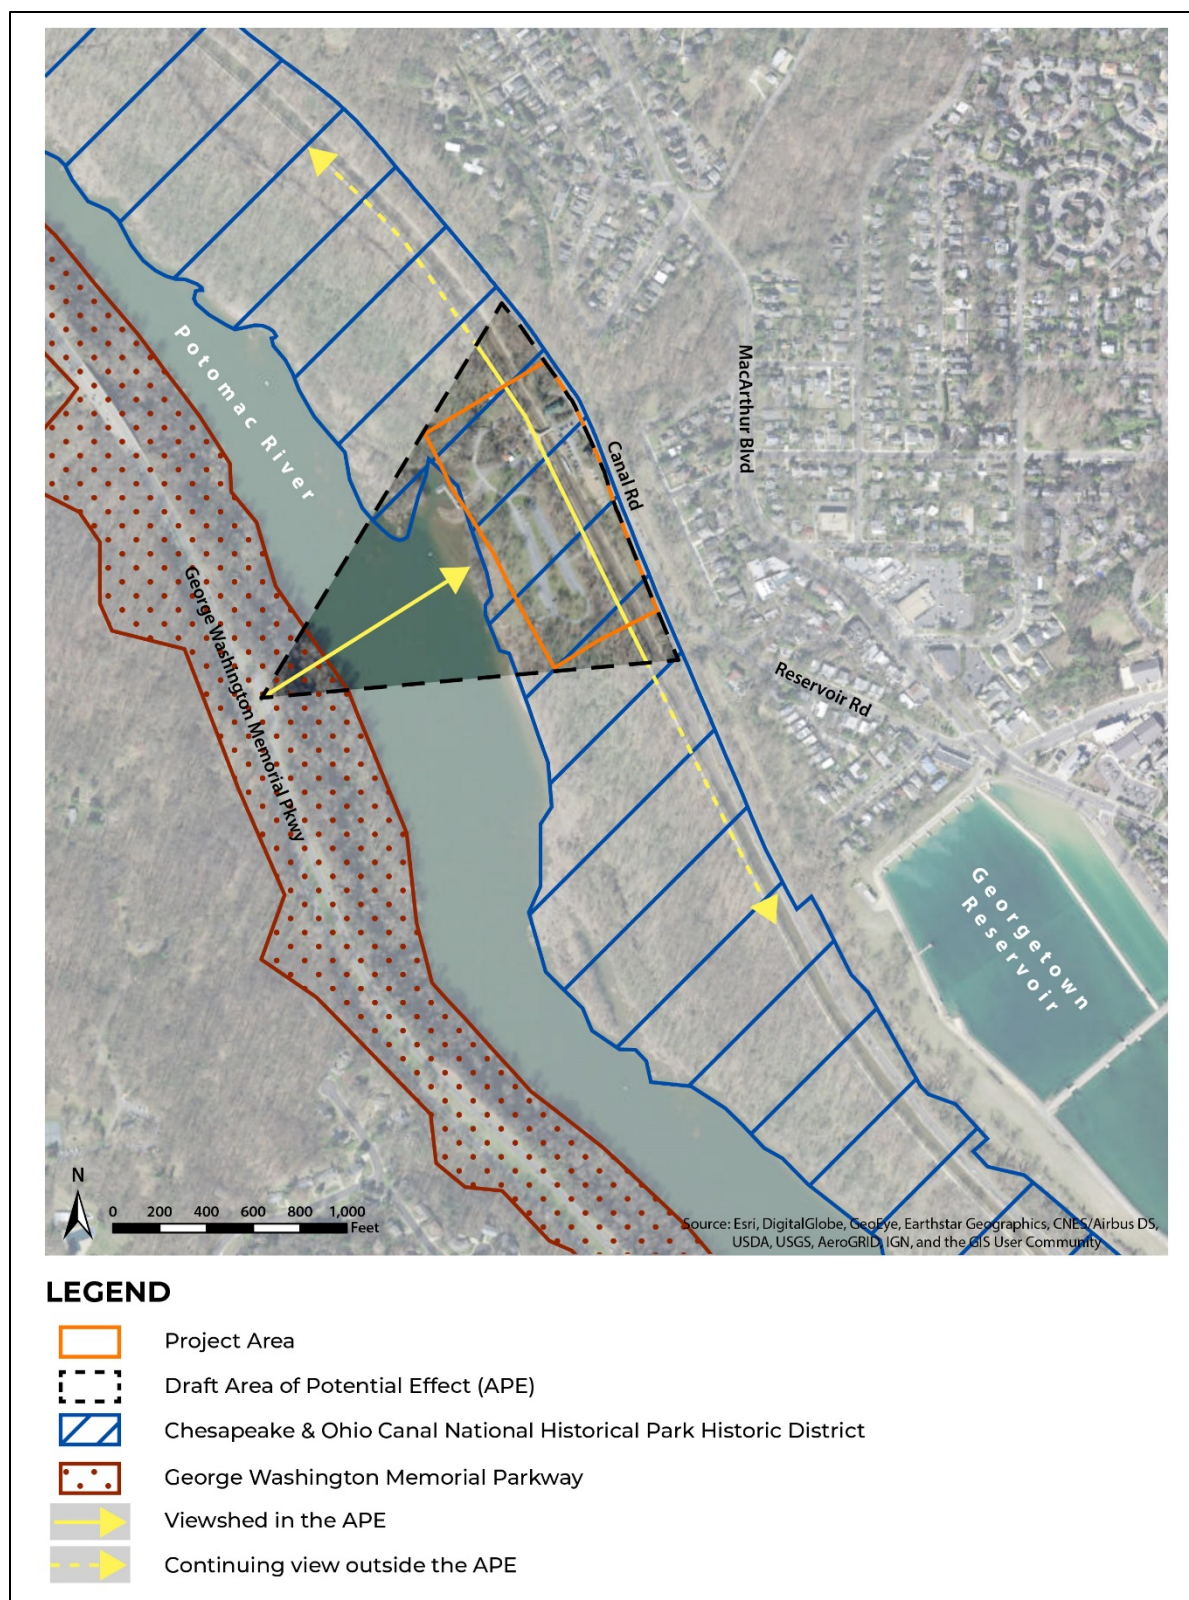 Potomac River
MacArthur Blvd
Canal Rd
George Washington Memorial Pkwy
Reservoir Rd
Georgetown
Reservoir
N
0 200 400 600 800 1,000
Feet
Source: Esri, DigitalGlobe, GeoEye, Earthstar Geographics, CNES/Airbus DS,
USDA, USGS, AeroGRID, IGN, and the GIS User Community
LEGEND
Project Area
Draft Area of Potential Effect (APE)
Chesapeake & Ohio Canal National Historical Park Historic District
George Washington Memorial Parkway
Viewshed in the APE
Continuing view outside the APE